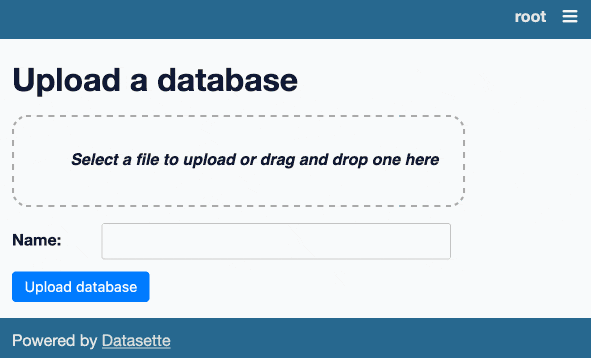 root
Upload a database
Select a file to upload or drag and drop one here
Name:
Upload database
Powered by Datasette